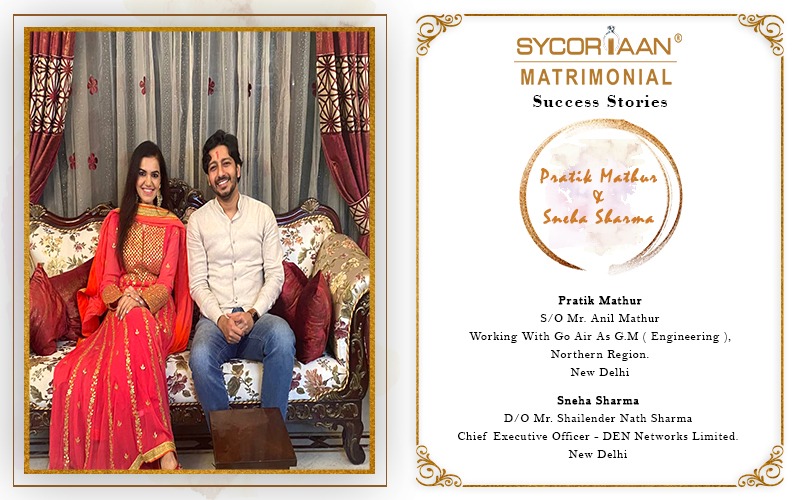 SYCORIAAN®
MATRIMONIAL
Success Stories
Pratik Mathur
&
Sneha Sharma
Pratik Mathur
S/O Mr. Anil Mathur
Working With Go Air As G.M ( Engineering ),
Northern Region.
New Delhi
Sneha Sharma
D/O Mr. Shailender Nath Sharma
Chief Executive Officer - DEN Networks Limited.
New Delhi